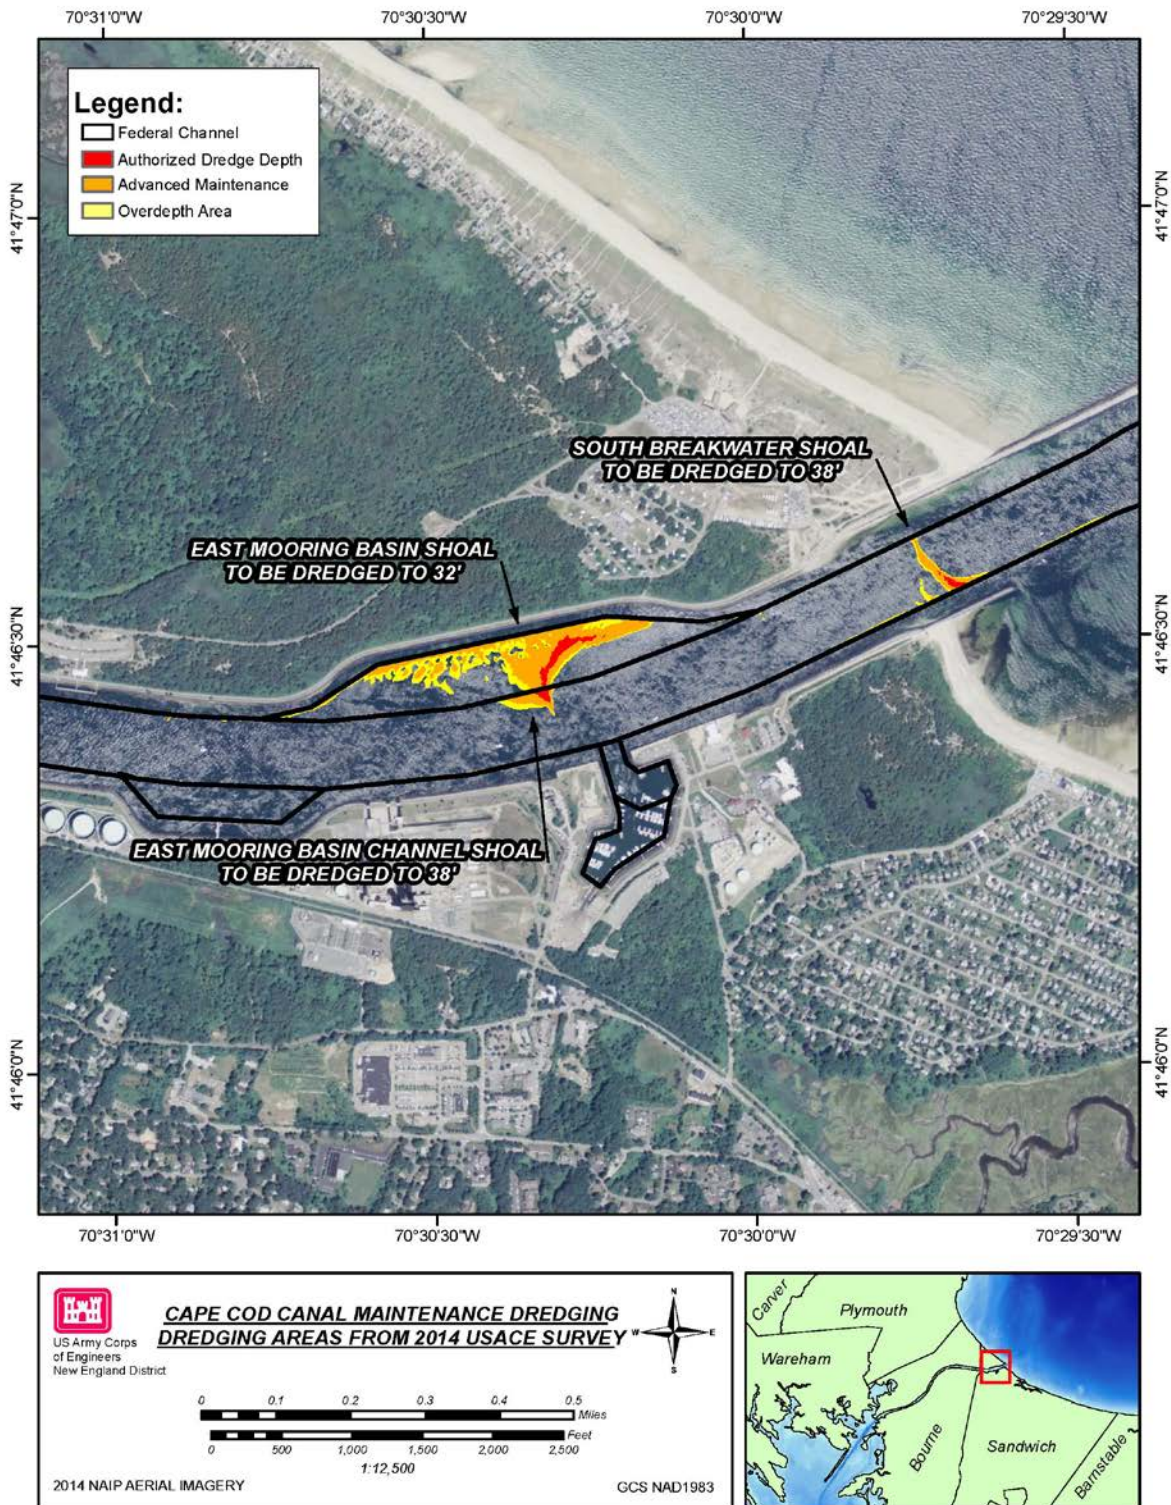 70°31'0"W
70°30'30"W
70°30'0"W
70°29'30"W
Legend:
Federal Channel
Authorized Dredge Depth
Advanced Maintenance
Overdepth Area
41°47'0"N
41°47'0"N
SOUTH BREAKWATER SHOAL
TO BE DREDGED TO 38'
EAST MOORING BASIN SHOAL
TO BE DREDGED TO 32'
41°46'30"N
41°46'30"N
EAST MOORING BASIN CHANNEL SHOAL
TO BE DREDGED TO 38'
41°46'0"N
41°46'0"N
70°31'0"W
70°30'30"W
70°30'0"W
70°29'30"W
US Army Corps
of Engineers
New England District
CAPE COD CANAL MAINTENANCE DREDGING
DREDGING AREAS FROM 2014 USACE SURVEY
N
W
E
S
0 0.1 0.2 0.3 0.4 0.5
Miles
Feet
0 500 1,000 1,500 2,000 2,500
1:12,500
2014 NAIP AERIAL IMAGERY
GCS NAD1983
Carver
Plymouth
Wareham
Bourne
Sandwich
Barnstable